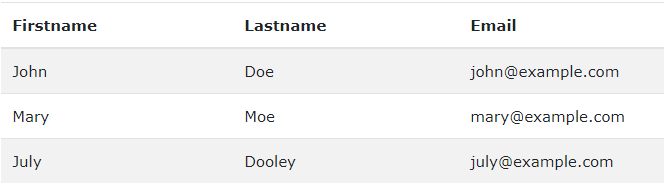 Firstname Lastname Email
John Doe john@example.com
Mary Moe mary@example.com
July Dooley july@example.com